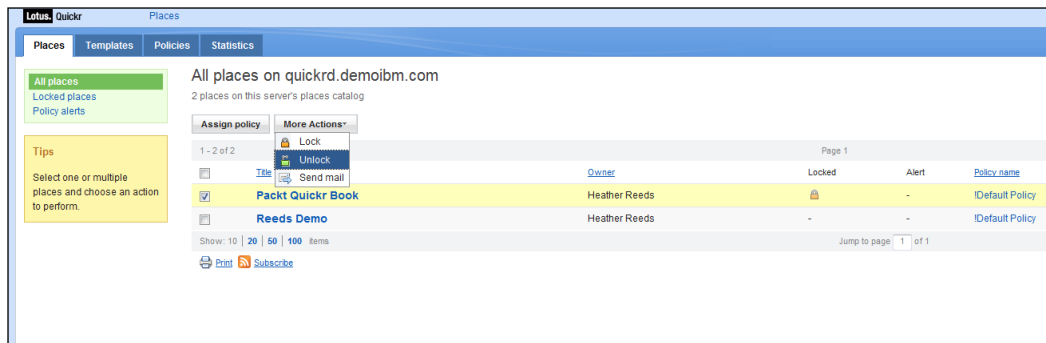 Lotus. Quickr Places
Places Templates Policies Statistics
All places
Locked places
Policy alerts
Tips
Select one or multiple
places and choose an action
to perform.
All places on quickrd.demoibm.com
2 places on this server's places catalog
Assign policy More Actions
Lock
Unlock
Send mail
1 - 2 of 2 Page 1
Title Owner Locked Alert Policy name
Packt Quickr Book Heather Reeds - !Default Policy
Reeds Demo Heather Reeds - - !Default Policy
Show: 10 | 20 | 50 | 100 items Jump to page 1 of 1
Print Subscribe